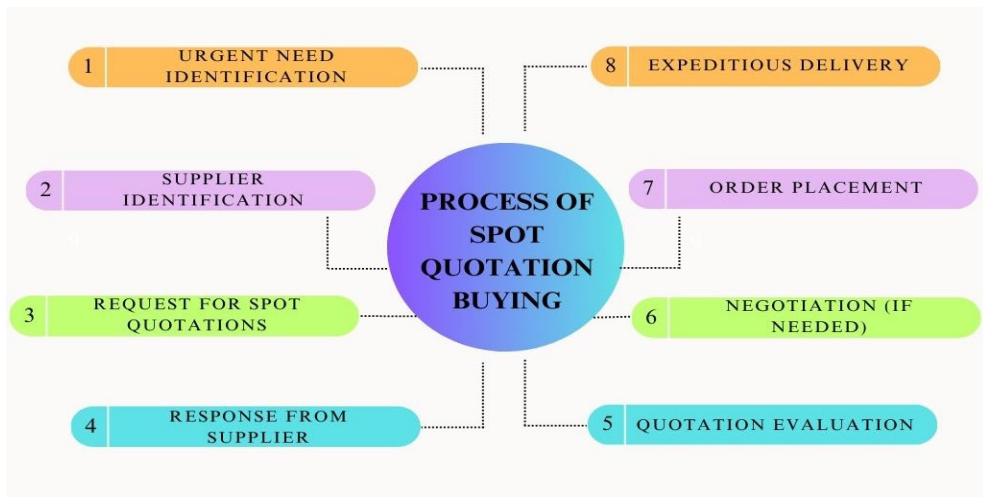 1
URGENT NEED
IDENTIFICATION
2
SUPPLIER
IDENTIFICATION
3
REQUEST FOR SPOT
QUOTATIONS
4
RESPONSE FROM
SUPPLIER
PROCESS OF
SPOT
QUOTATION
BUYING
5
QUOTATION EVALUATION
6
NEGOTIATION (IF
NEEDED)
7
ORDER PLACEMENT
8
EXPEDITIOUS DELIVERY